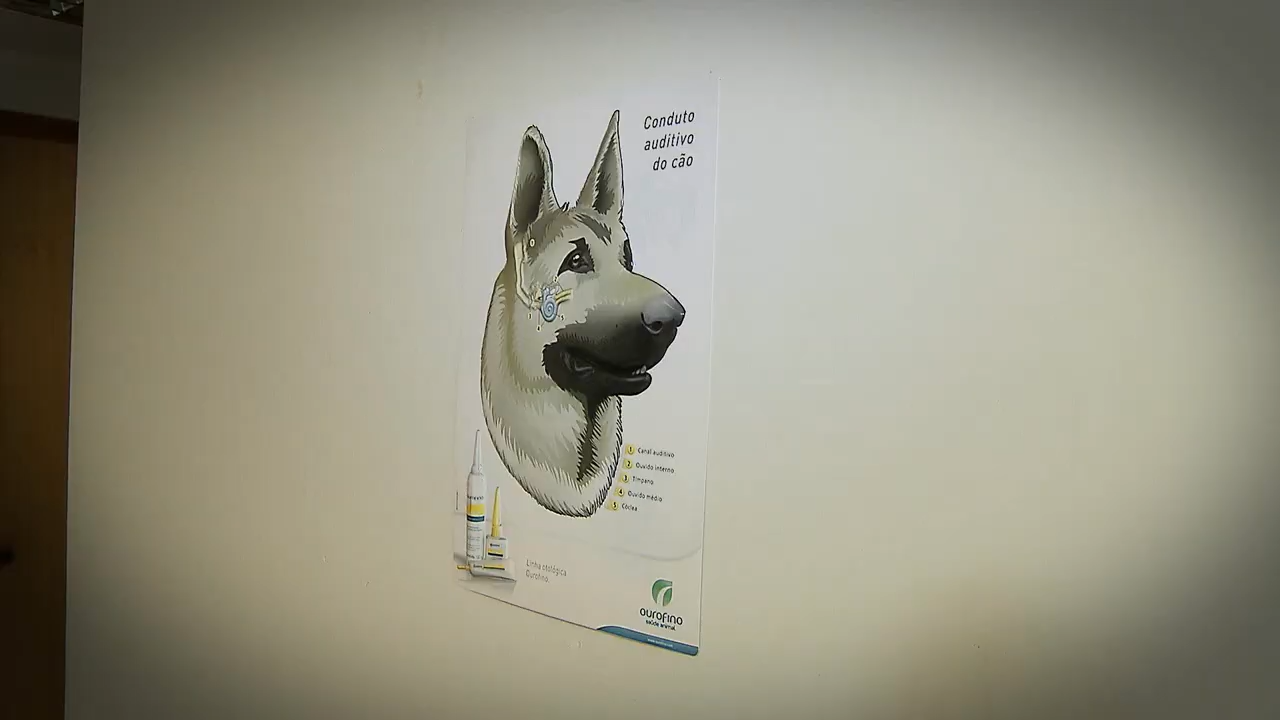 Conduto
auditivo
do cão
1 Canal auditivo
2 Ouvido interno
3 Tímpano
4 Ouvido médio
5 Cóclea
Linha otológica
Ourofino.
ourofino
saúde animal